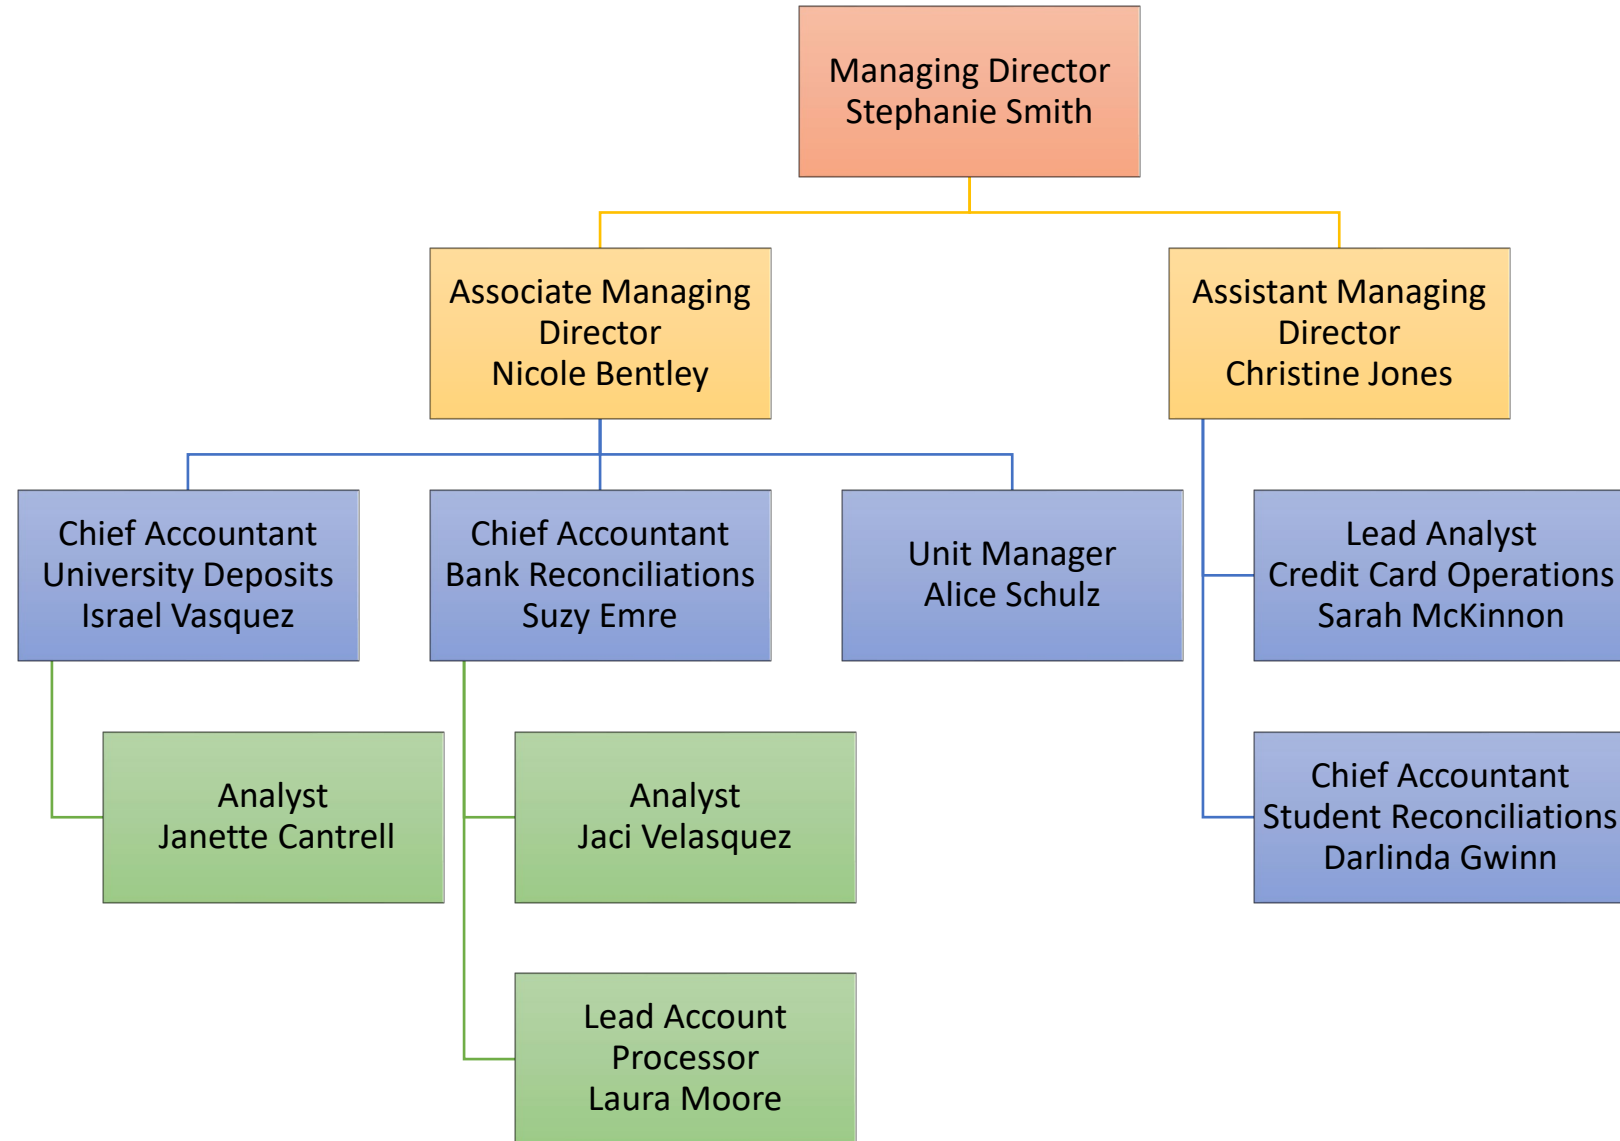 Managing Director
Stephanie Smith
Associate Managing
Director
Nicole Bentley
Assistant Managing
Director
Christine Jones
Chief Accountant
University Deposits
Israel Vasquez
Chief Accountant
Bank Reconciliations
Suzy Emre
Unit Manager
Alice Schulz
Lead Analyst
Credit Card Operations
Sarah McKinnon
Analyst
Janette Cantrell
Analyst
Jaci Velasquez
Chief Accountant
Student Reconciliations
Darlinda Gwinn
Lead Account
Processor
Laura Moore